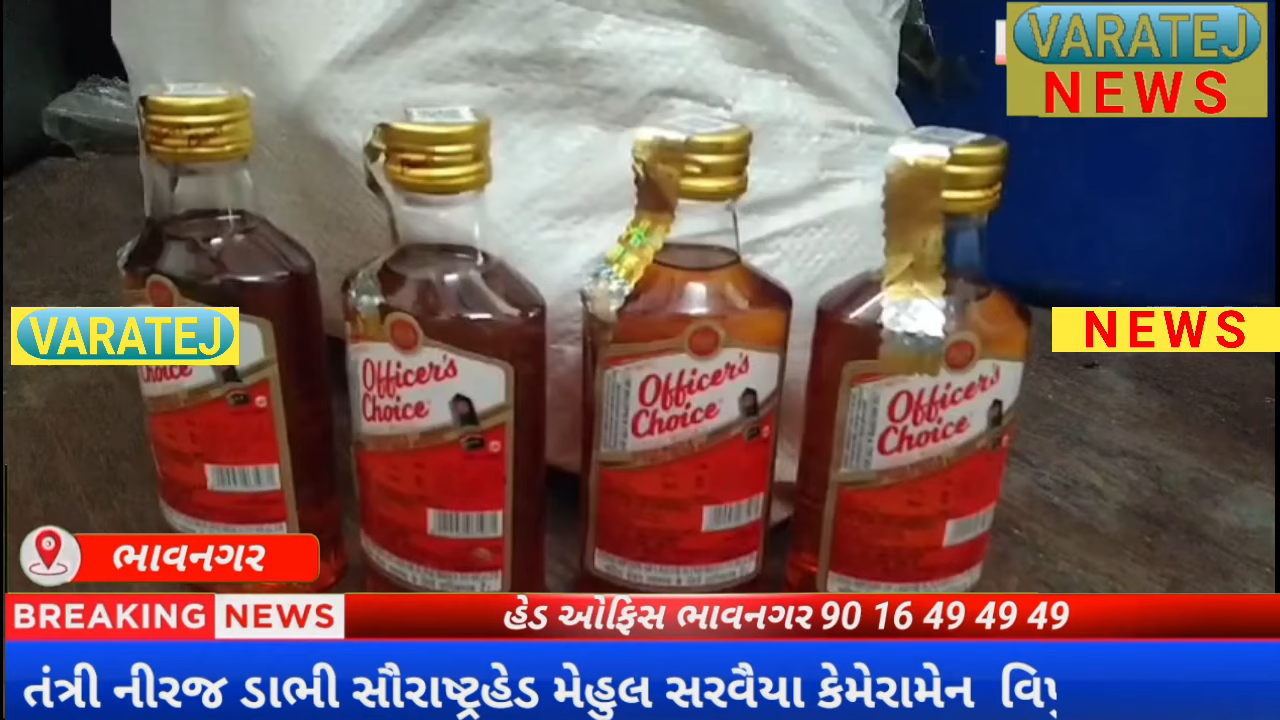 VARATEJ
NEWS
VARATEJ
NEWS
Choice
Officer's
Choice
Officer's
Choice
Officer's
Choice
ભાવનગર
BREAKING NEWS
હેડ ઓફિસ ભાવનગર 90 16 49 49 49
તંત્રી નીરજ ડાભી સૌરાષ્ટ્રહેડ મેહુલ સરવૈયા કેમેરામેન